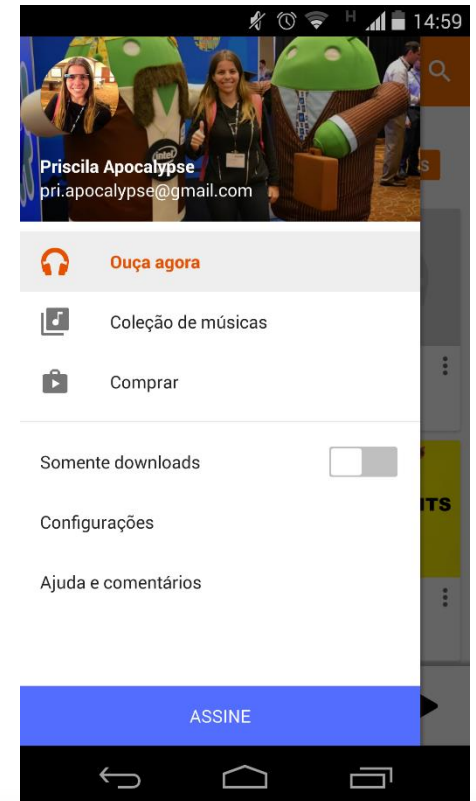 H 14:59
intel
Priscila Apocalypse
pri.apocalypse@gmail.com
Ouça agora
Coleção de músicas
Comprar
Somente downloads
Configurações
Ajuda e comentários
ASSINE
S
ITS